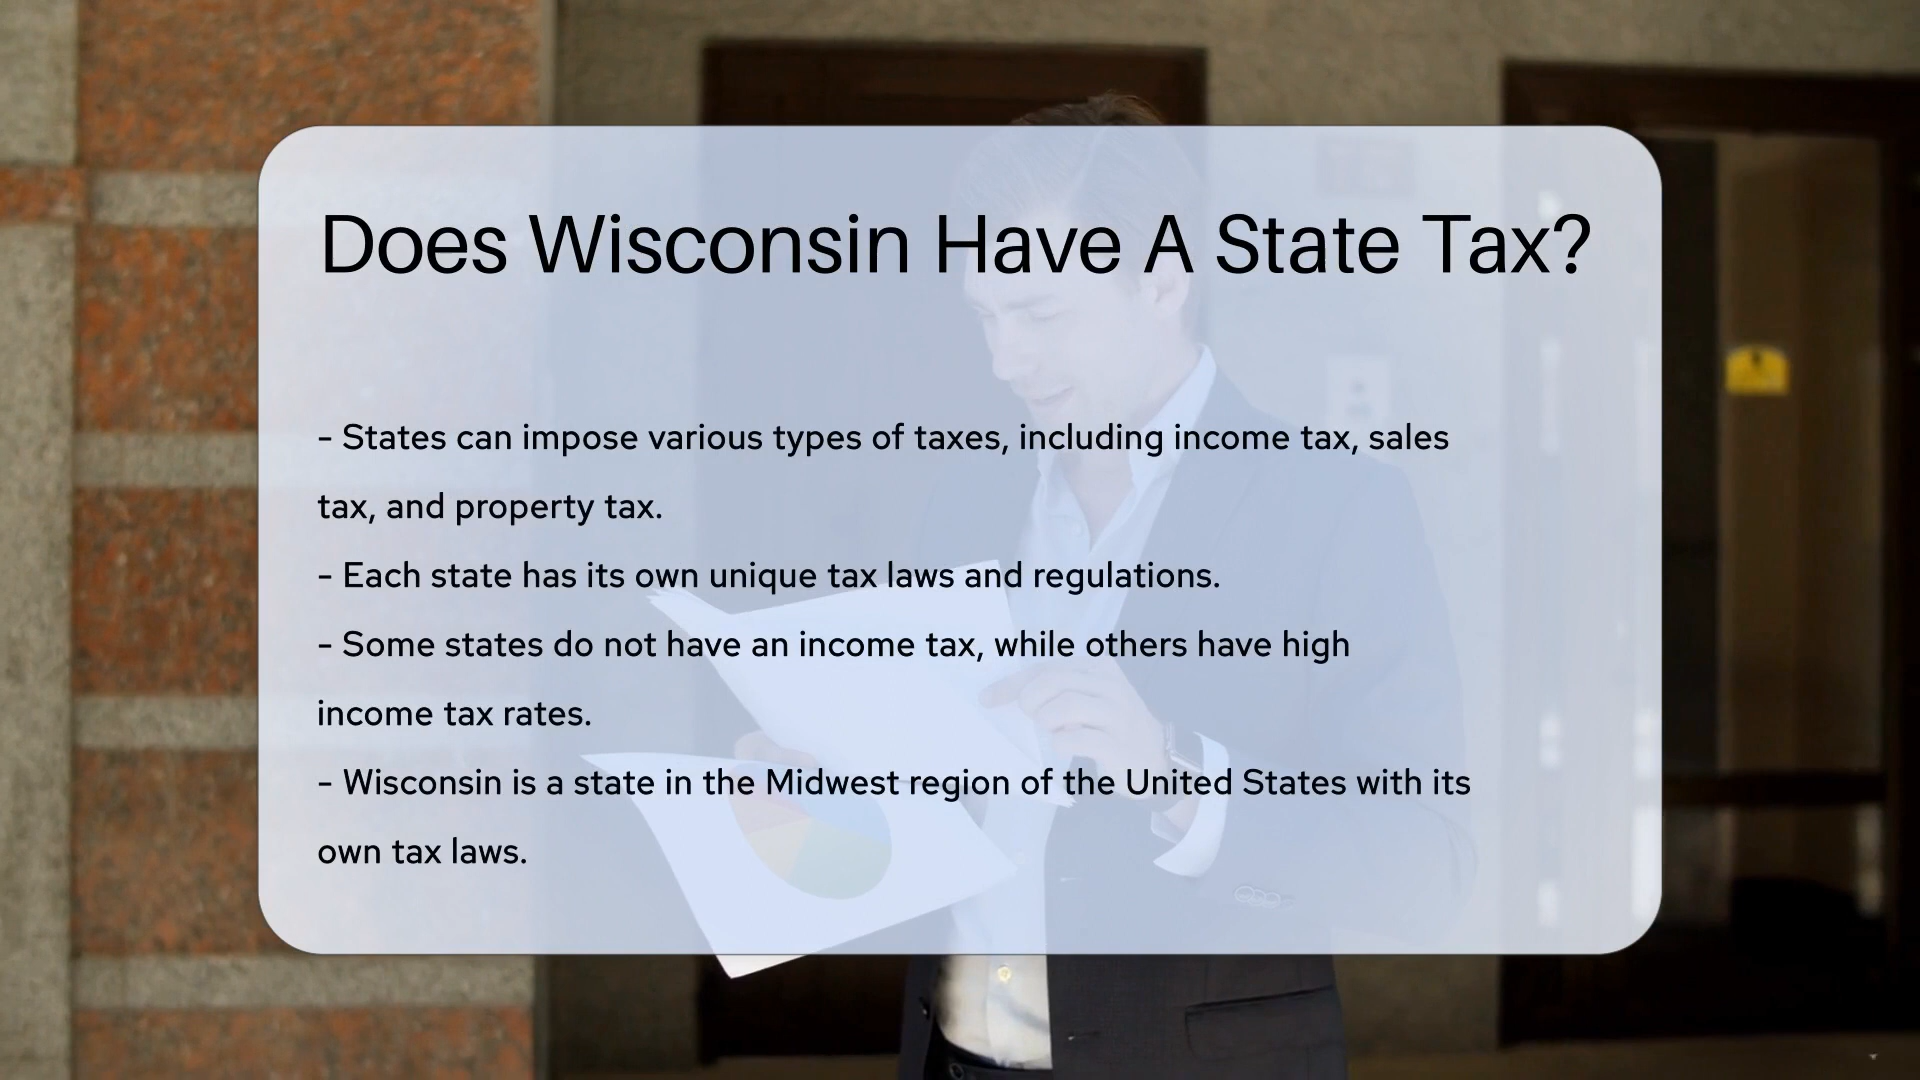 Does Wisconsin Have A State Tax?
- States can impose various types of taxes, including income tax, sales
tax, and property tax.
- Each state has its own unique tax laws and regulations.
- Some states do not have an income tax, while others have high
income tax rates.
- Wisconsin is a state in the Midwest region of the United States with its
own tax laws.